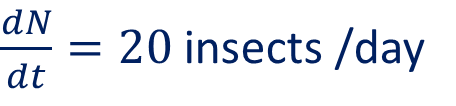 dN/dt = 20 insects /day